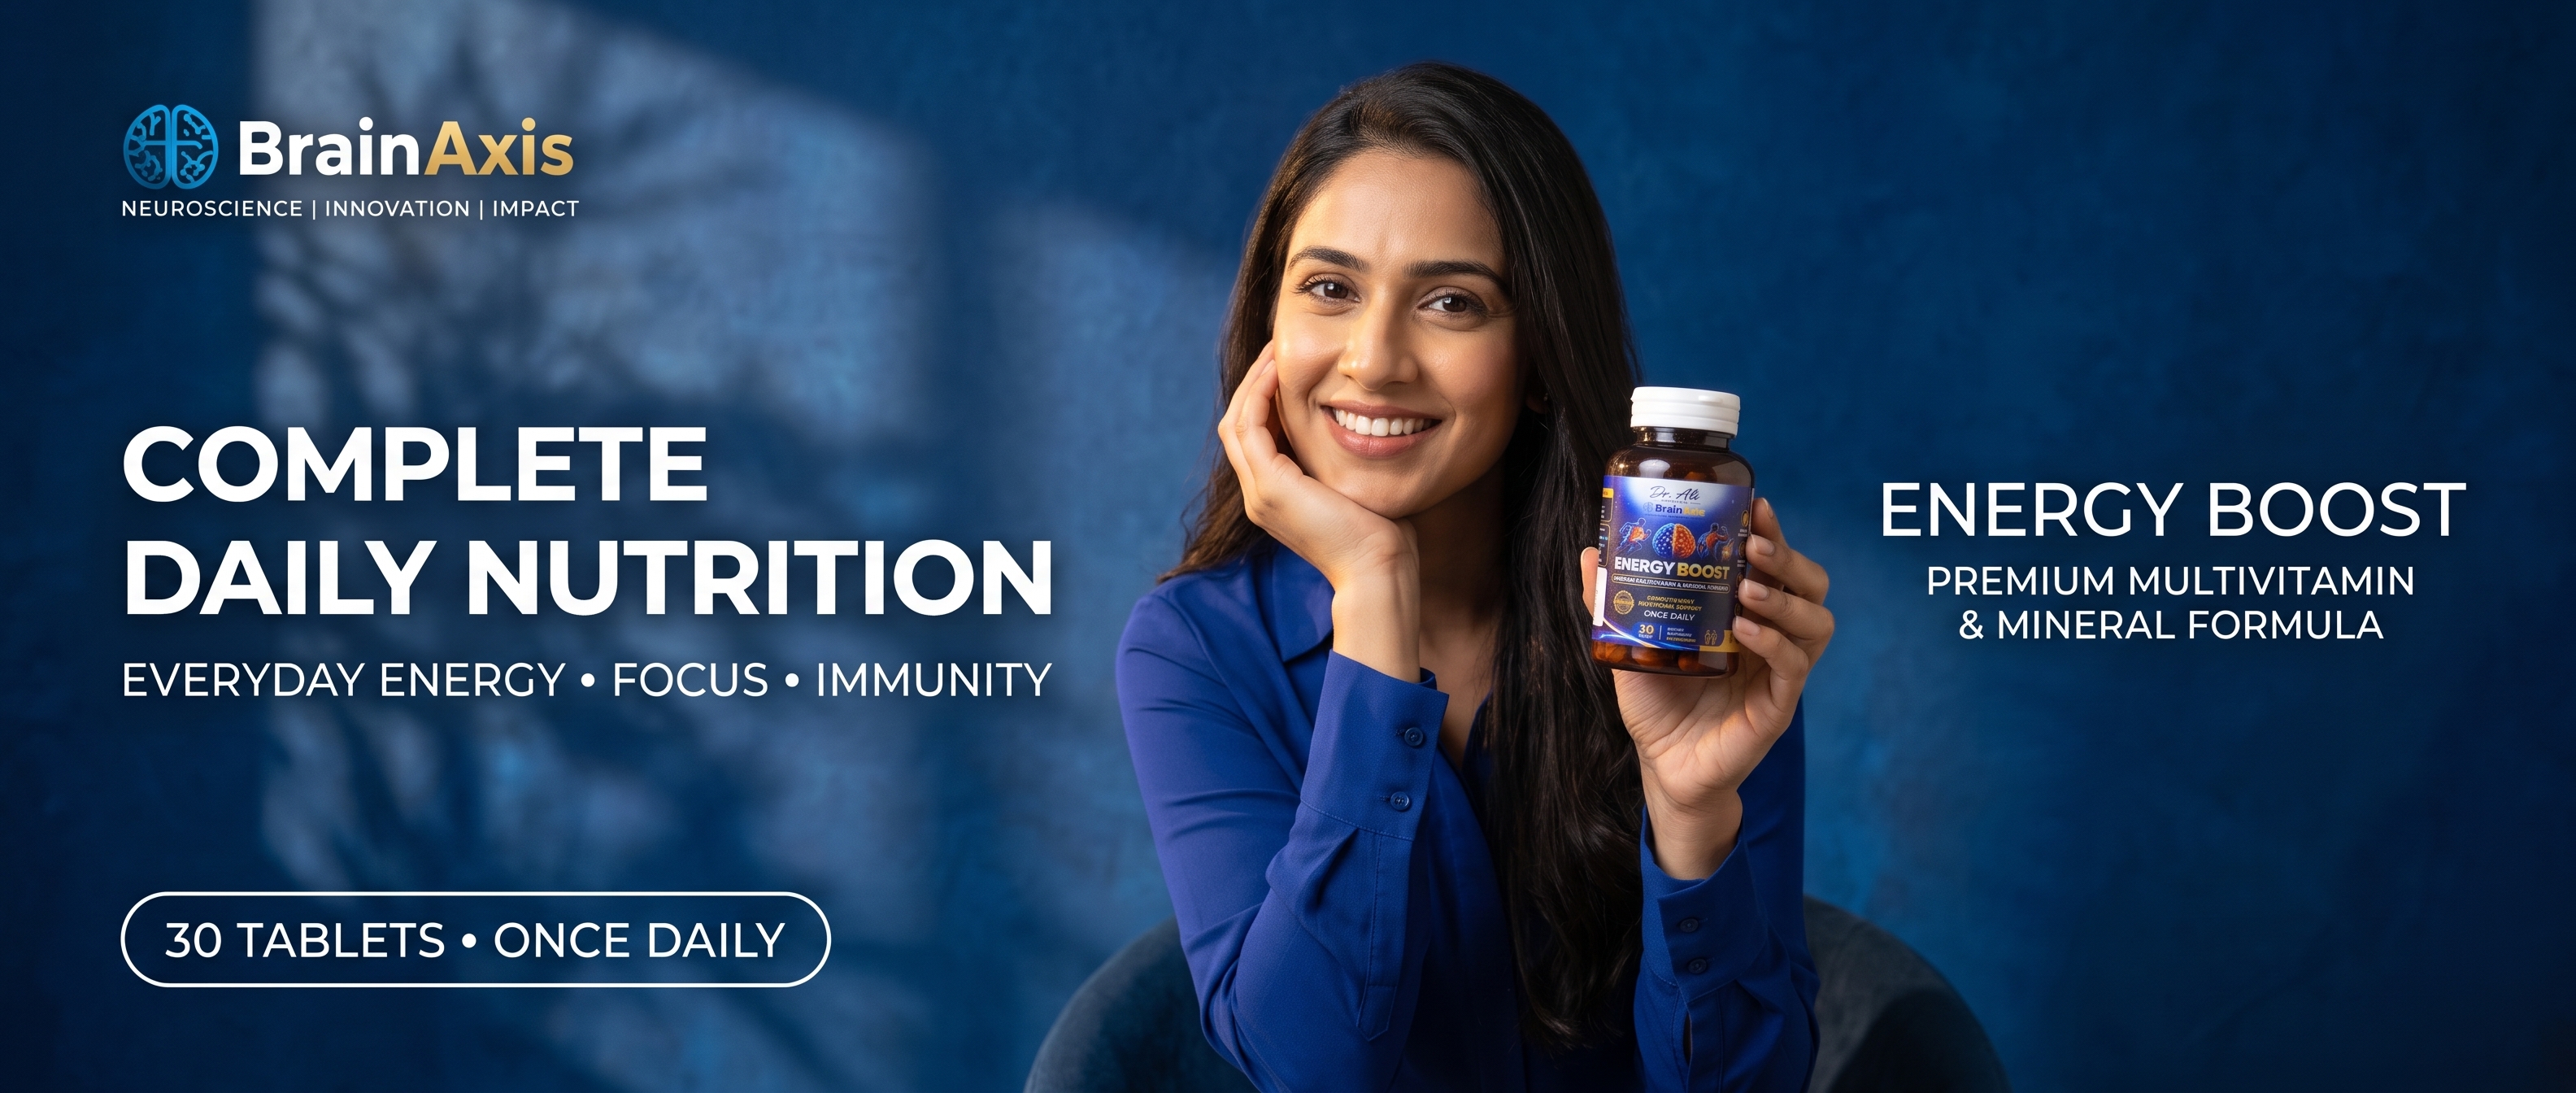 BrainAxis
NEUROSCIENCE | INNOVATION | IMPACT
COMPLETE
DAILY NUTRITION
EVERYDAY ENERGY • FOCUS • IMMUNITY
30 TABLETS • ONCE DAILY
Dr. Ali
BrainAxis
ENERGY BOOST
ONCE DAILY
30
ENERGY BOOST
PREMIUM MULTIVITAMIN
& MINERAL FORMULA